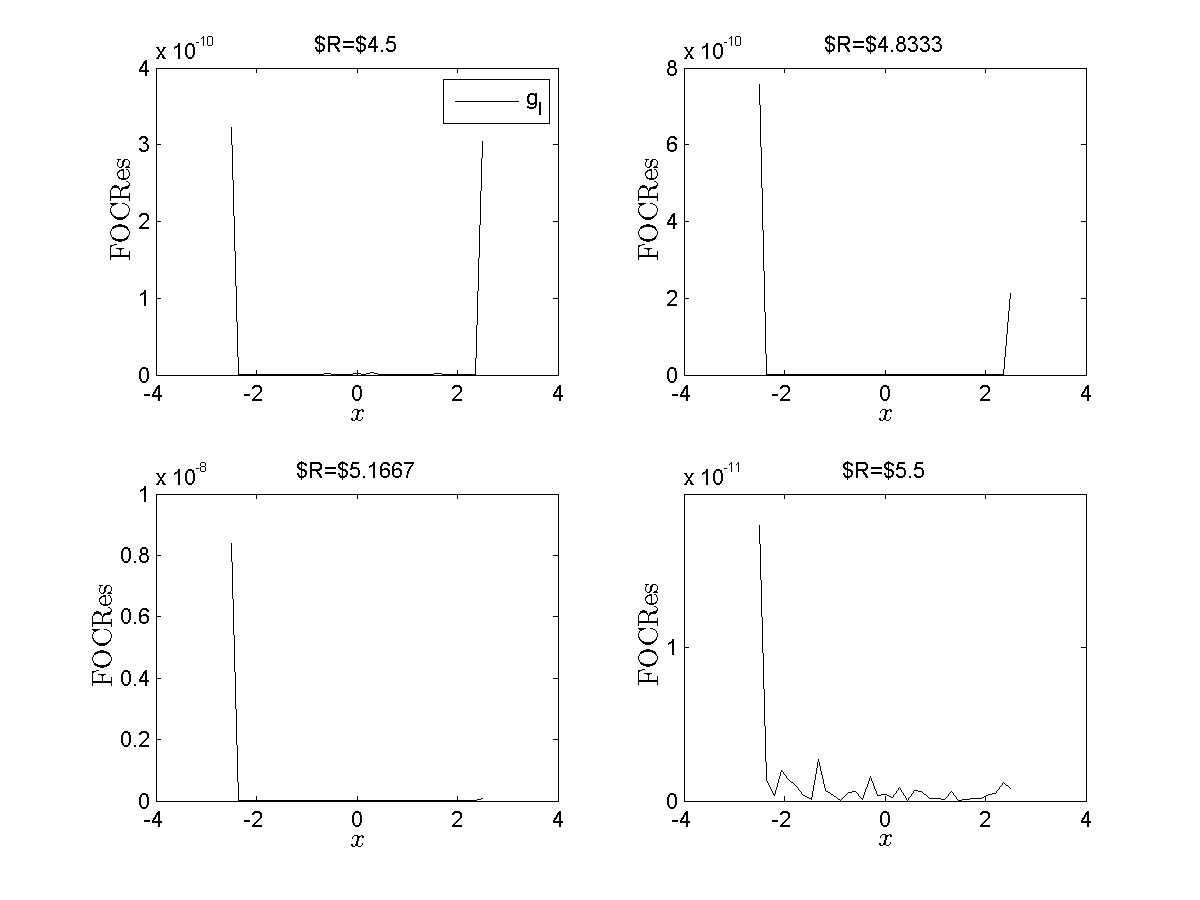 x 10-10
$R=$4.5
4
3
2
1
0
FOCRes
gI
-4 -2 0 2 4
x
x 10-10
$R=$4.8333
8
6
4
2
0
FOCRes
-4 -2 0 2 4
x
x 10-8
$R=$5.1667
1
0.8
0.6
0.4
0.2
0
FOCRes
-4 -2 0 2 4
x
x 10-11
$R=$5.5
1
0
FOCRes
-4 -2 0 2 4
x